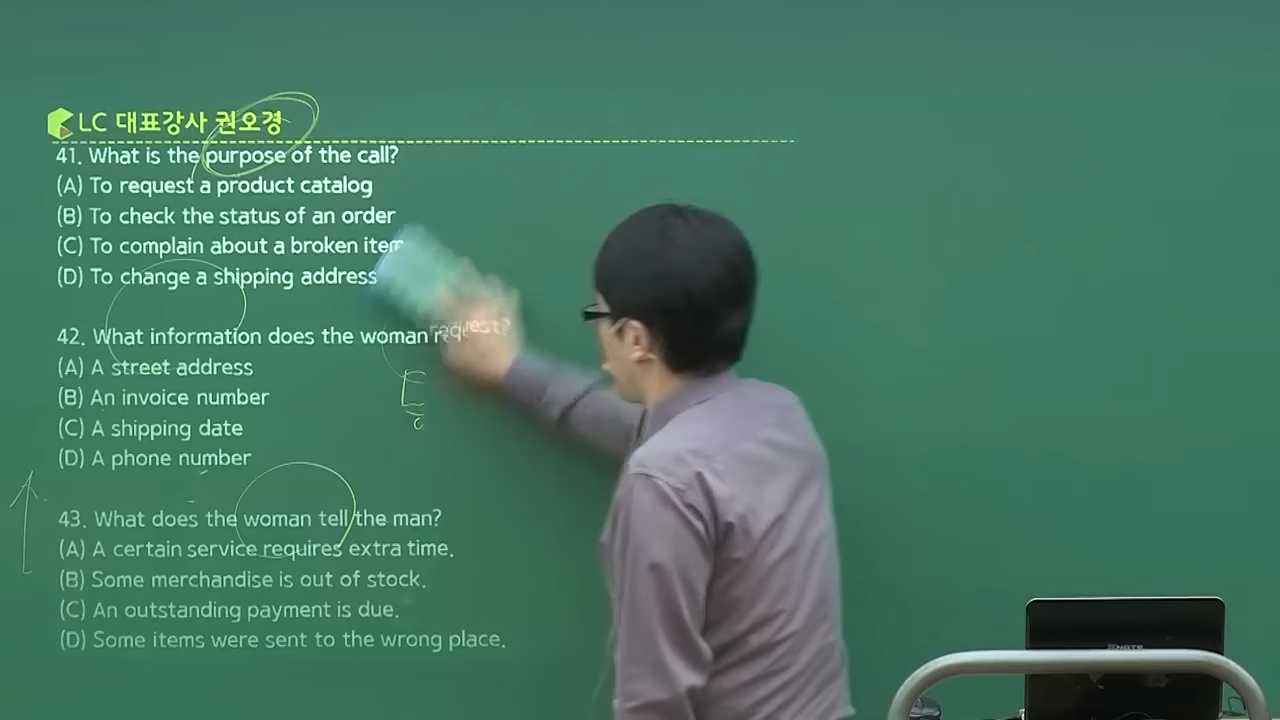 LC 대표강사 권오경
41. What is the purpose of the call?
(A) To request a product catalog
(B) To check the status of an order
(C) To complain about a broken item
(D) To change a shipping address
42. What information does the woman request?
(A) A street address
(B) An invoice number
(C) A shipping date
(D) A phone number
43. What does the woman tell the man?
(A) A certain service requires extra time.
(B) Some merchandise is out of stock.
(C) An outstanding payment is due.
(D) Some items were sent to the wrong place.